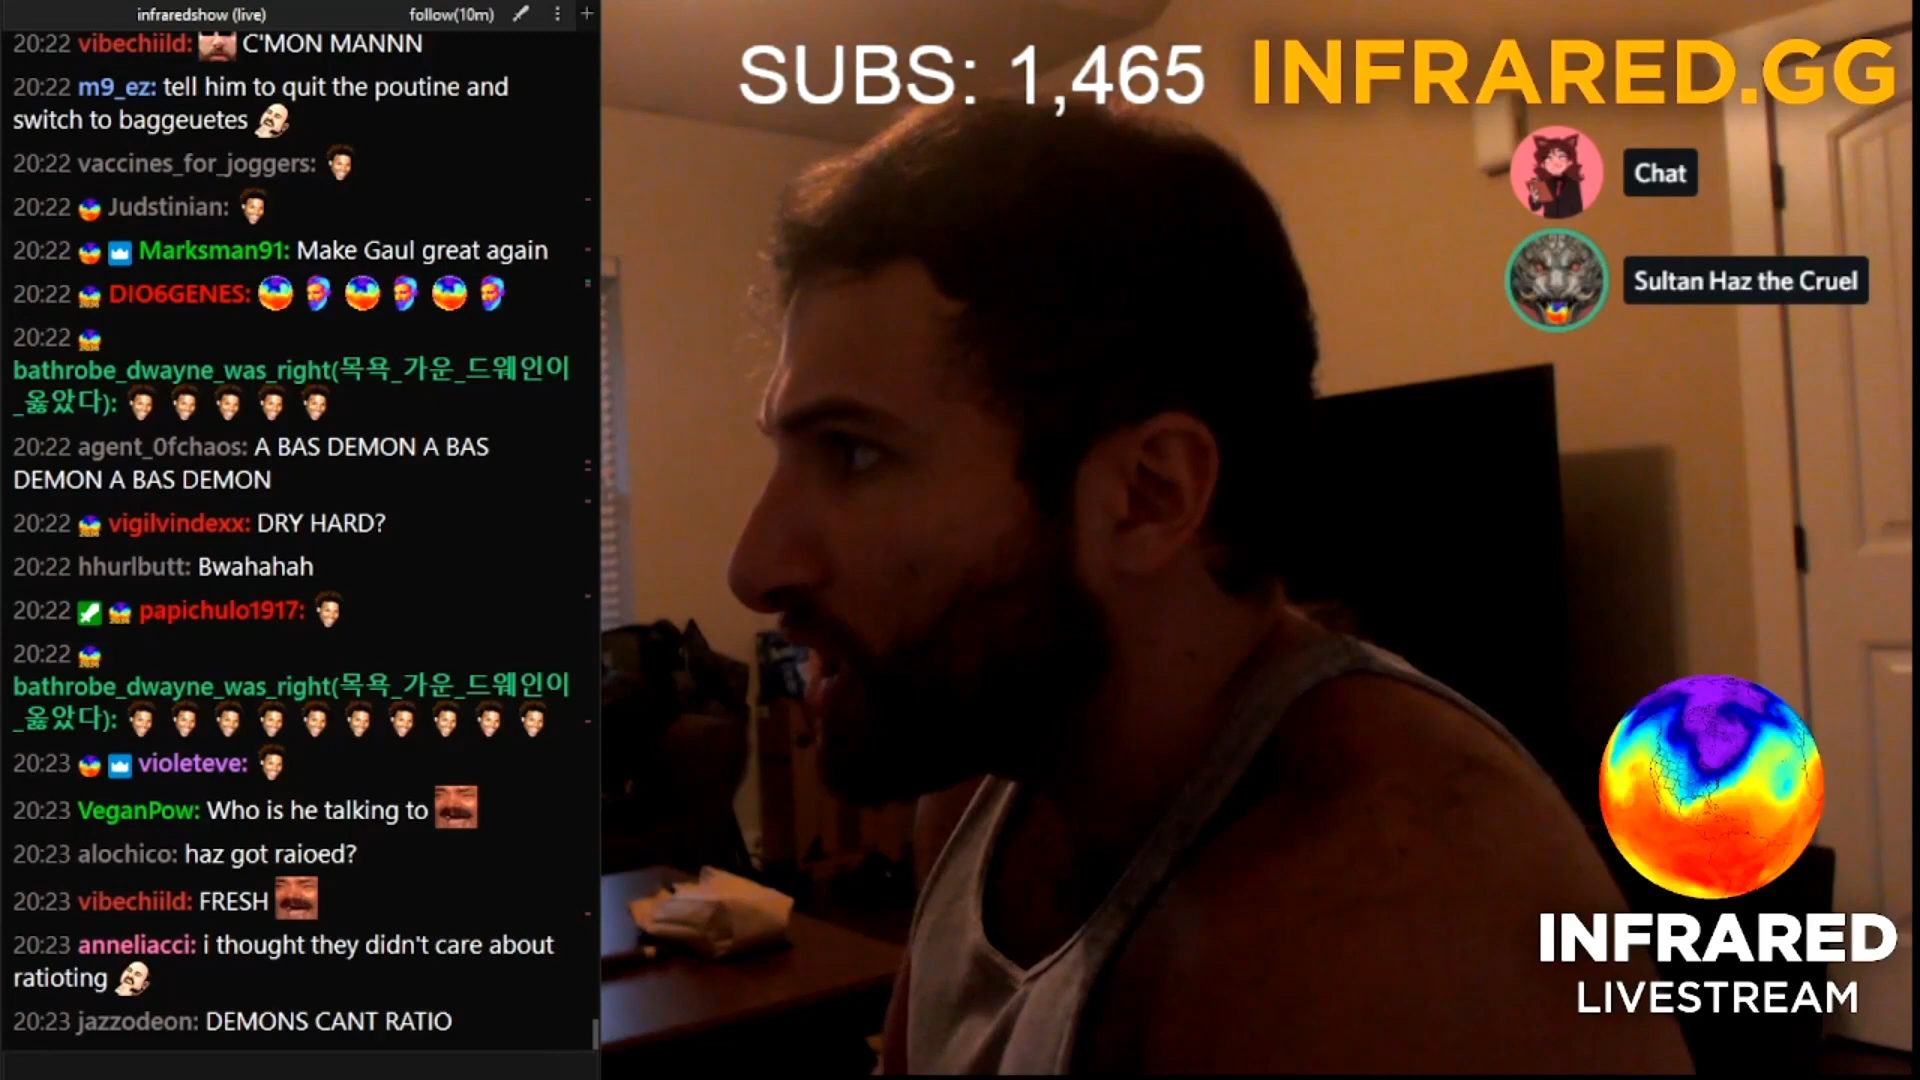 infraredshow (live) follow(10m)
20:22 vibechiild: C'MON MANNN
20:22 m9_ez: tell him to quit the poutine and
switch to baggeuetes
20:22 vaccines_for_joggers:
20:22 Judstinian:
20:22 Marksman91: Make Gaul great again
20:22 DIO6GENES:
20:22
bathrobe_dwayne_was_right(목욕_가운_드웨인이
_옳았다):
20:22 agent_0fchaos: A BAS DEMON A BAS
DEMON A BAS DEMON
20:22 vigilvindexx: DRY HARD?
20:22 hhurlbutt: Bwahahah
20:22 papichulo1917:
20:22
bathrobe_dwayne_was_right(목욕_가운_드웨인이
_옳았다):
20:23 violeteve:
20:23 VeganPow: Who is he talking to
20:23 alochico: haz got raioed?
20:23 vibechiild: FRESH
20:23 anneliacci: i thought they didn't care about
ratioting
20:23 jazzodeon: DEMONS CANT RATIO
SUBS: 1,465 INFRARED.GG
Chat
Sultan Haz the Cruel
INFRARED
LIVESTREAM